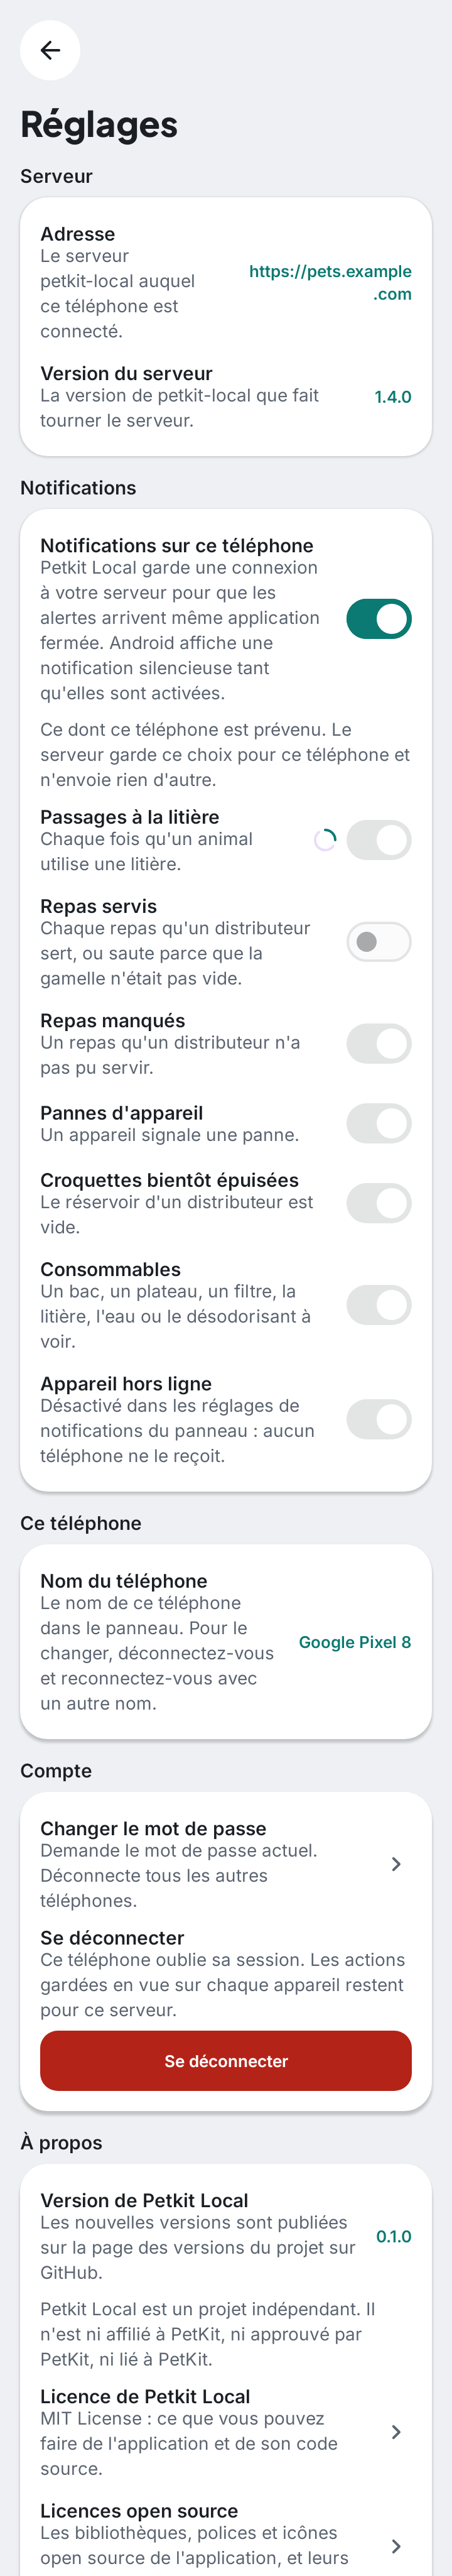 Réglages
Serveur
Adresse
Le serveur
petkit-local auquel
ce téléphone est
connecté.
https://pets.example
.com
Version du serveur
La version de petkit-local que fait
tourner le serveur.
1.4.0
Notifications
Notifications sur ce téléphone
Petkit Local garde une connexion
à votre serveur pour que les
alertes arrivent même application
fermée. Android affiche une
notification silencieuse tant
qu'elles sont activées.
Ce dont ce téléphone est prévenu. Le
serveur garde ce choix pour ce téléphone et
n'envoie rien d'autre.
Passages à la litière
Chaque fois qu'un animal
utilise une litière.
Repas servis
Chaque repas qu'un distributeur
sert, ou saute parce que la
gamelle n'était pas vide.
Repas manqués
Un repas qu'un distributeur n'a
pas pu servir.
Pannes d'appareil
Un appareil signale une panne.
Croquettes bientôt épuisées
Le réservoir d'un distributeur est
vide.
Consommables
Un bac, un plateau, un filtre, la
litière, l'eau ou le désodorisant à
voir.
Appareil hors ligne
Désactivé dans les réglages de
notifications du panneau : aucun
téléphone ne le reçoit.
Ce téléphone
Nom du téléphone
Le nom de ce téléphone
dans le panneau. Pour le
changer, déconnectez-vous
et reconnectez-vous avec
un autre nom.
Google Pixel 8
Compte
Changer le mot de passe
Demande le mot de passe actuel.
Déconnecte tous les autres
téléphones.
Se déconnecter
Ce téléphone oublie sa session. Les actions
gardées en vue sur chaque appareil restent
pour ce serveur.
Se déconnecter
À propos
Version de Petkit Local
Les nouvelles versions sont publiées
sur la page des versions du projet sur
GitHub.
0.1.0
Petkit Local est un projet indépendant. Il
n'est ni affilié à PetKit, ni approuvé par
PetKit, ni lié à PetKit.
Licence de Petkit Local
MIT License : ce que vous pouvez
faire de l'application et de son code
source.
Licences open source
Les bibliothèques, polices et icônes
open source de l'application, et leurs